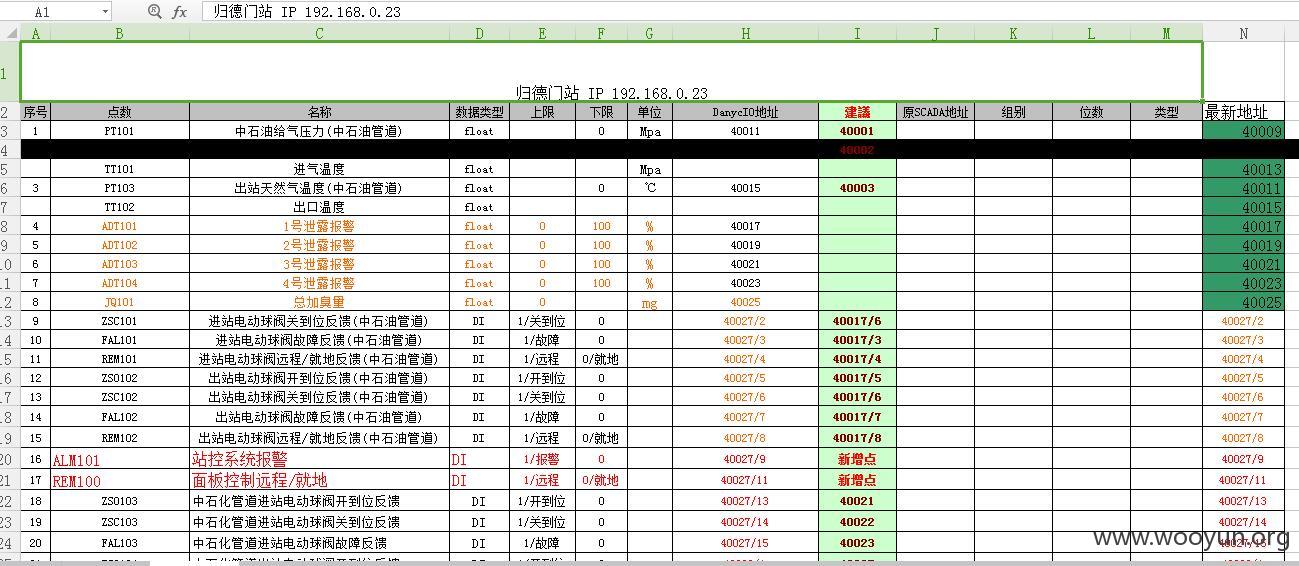 A1 fx 归德门站 IP 192.168.0.23
A B C D E F G H I J K L M N
1 归德门站 IP 192.168.0.23
2 序号 点数 名称 数据类型 上限 下限 单位 DanycIO地址 建議 原SCADA地址 组别 位数 类型 最新地址
3 1 PT101 中石油给气压力(中石油管道) float 0 Mpa 40011 40001 40009
4 40002
5 TT101 进气温度 float Mpa 40013
6 3 PT103 出站天然气温度(中石油管道) float 0 ℃ 40015 40003 40011
7 TT102 出口温度 float 40015
8 4 ADT101 1号泄露报警 float 0 100 % 40017 40017
9 5 ADT102 2号泄露报警 float 0 100 % 40019 40019
10 6 ADT103 3号泄露报警 float 0 100 % 40021 40021
11 7 ADT104 4号泄露报警 float 0 100 % 40023 40023
12 8 JQ101 总加臭量 float 0 mg 40025 40025
13 9 ZSC101 进站电动球阀关到位反馈(中石油管道) DI 1/关到位 0 40027/2 40017/6 40027/2
14 10 FAL101 进站电动球阀故障反馈(中石油管道) DI 1/故障 0 40027/3 40017/3 40027/3
15 11 REM101 进站电动球阀远程/就地反馈(中石油管道) DI 1/远程 0/就地 40027/4 40017/4 40027/4
16 12 ZSO102 出站电动球阀开到位反馈(中石油管道) DI 1/开到位 0 40027/5 40017/5 40027/5
17 13 ZSC102 出站电动球阀关到位反馈(中石油管道) DI 1/关到位 0 40027/6 40017/6 40027/6
18 14 FAL102 出站电动球阀故障反馈(中石油管道) DI 1/故障 0 40027/7 40017/7 40027/7
19 15 REM102 出站电动球阀远程/就地反馈(中石油管道) DI 1/远程 0/就地 40027/8 40017/8 40027/8
20 16 ALM101 站控系统报警 DI 1/报警 0 40027/9 新增点 40027/9
21 17 REM100 面板控制远程/就地 DI 1/远程 0/就地 40027/11 新增点 40027/11
22 18 ZSO103 中石化管道进站电动球阀开到位反馈 DI 1/开到位 0 40027/13 40021 40027/13
23 19 ZSC103 中石化管道进站电动球阀关到位反馈 DI 1/关到位 0 40027/14 40022 40027/14
24 20 FAL103 中石化管道进站电动球阀故障反馈 DI 1/故障 0 40027/15 40023 40027/15
www.wooyun.org